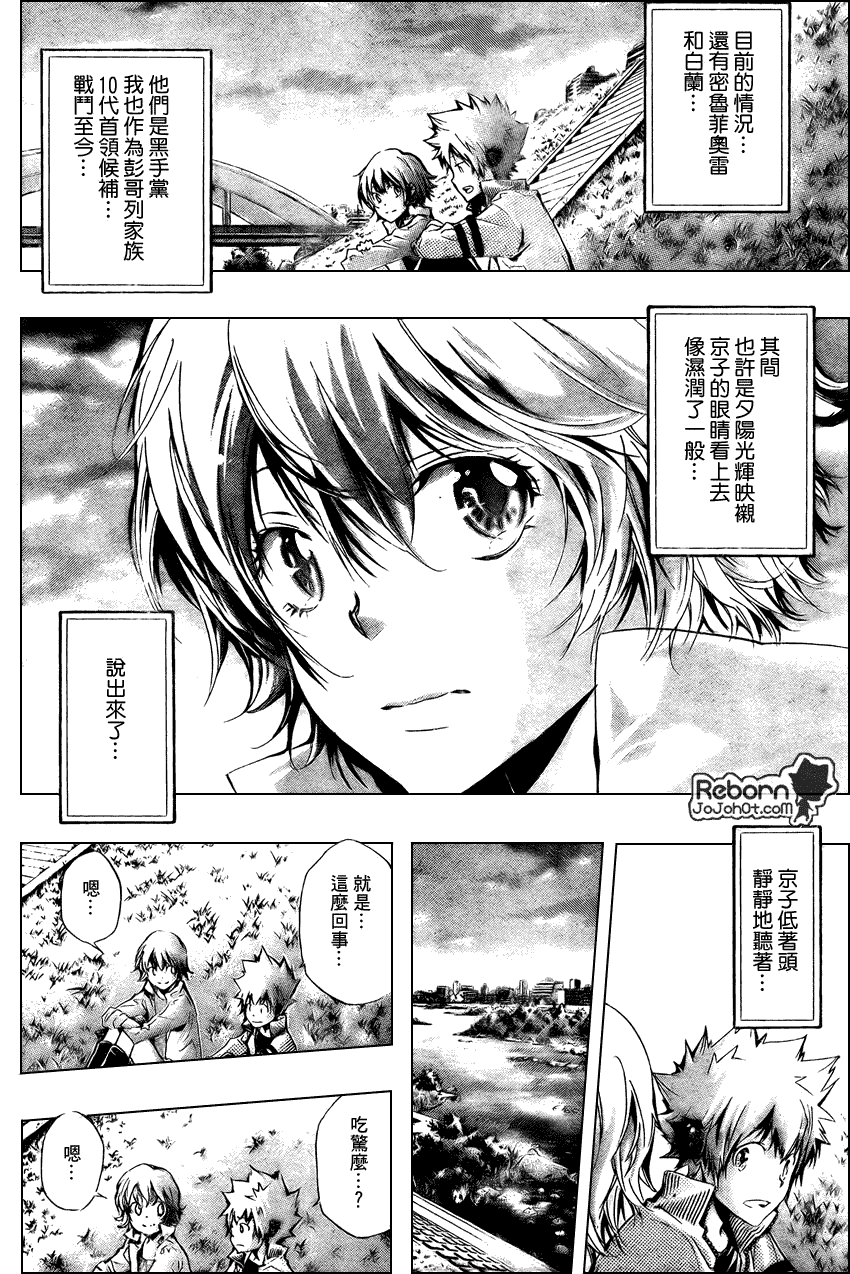 目前的情況…
還有密魯菲奧雷
和白蘭…
他們是黑手黨
我也作為彭哥列家族
10代首領候補…
戰鬥至今…
其間
也許是夕陽光輝映襯
京子的眼睛看上去
像濕潤了一般…
說出來了…
Reborn
JoJoHot.com
京子低著頭
靜靜地聽著…
就是…
這麼回事…
嗯…
吃驚麼…?
嗯…